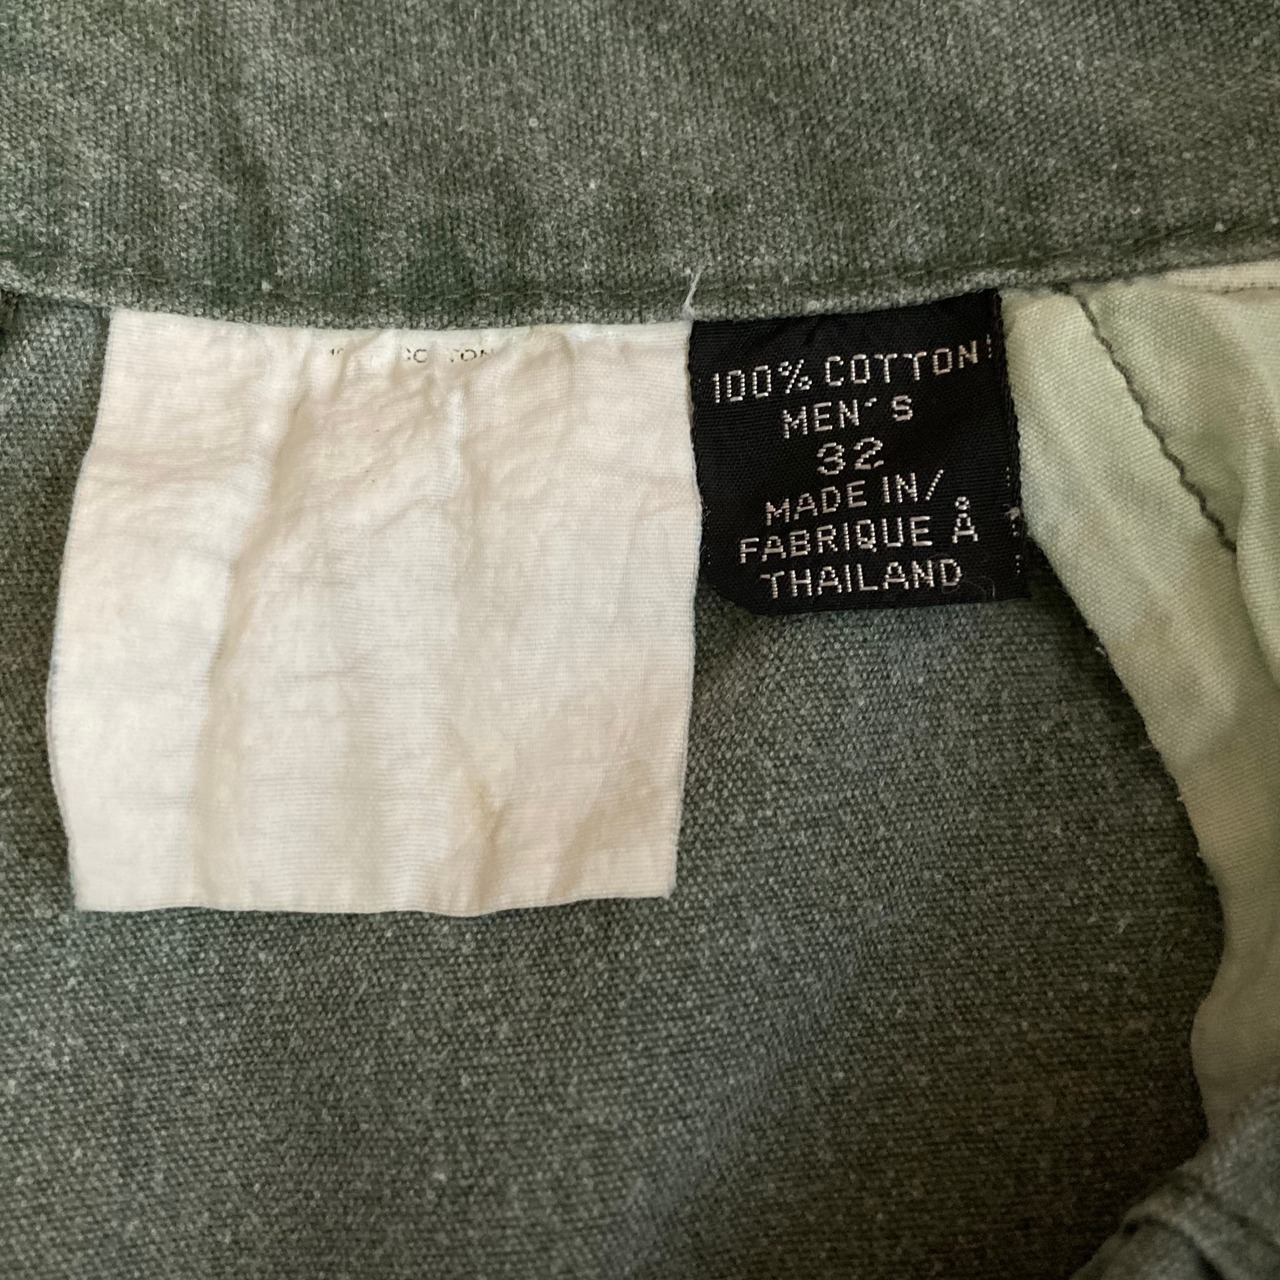 100% COTTON
MEN'S
32
MADE IN/
FABRIQUE Å
THAILAND